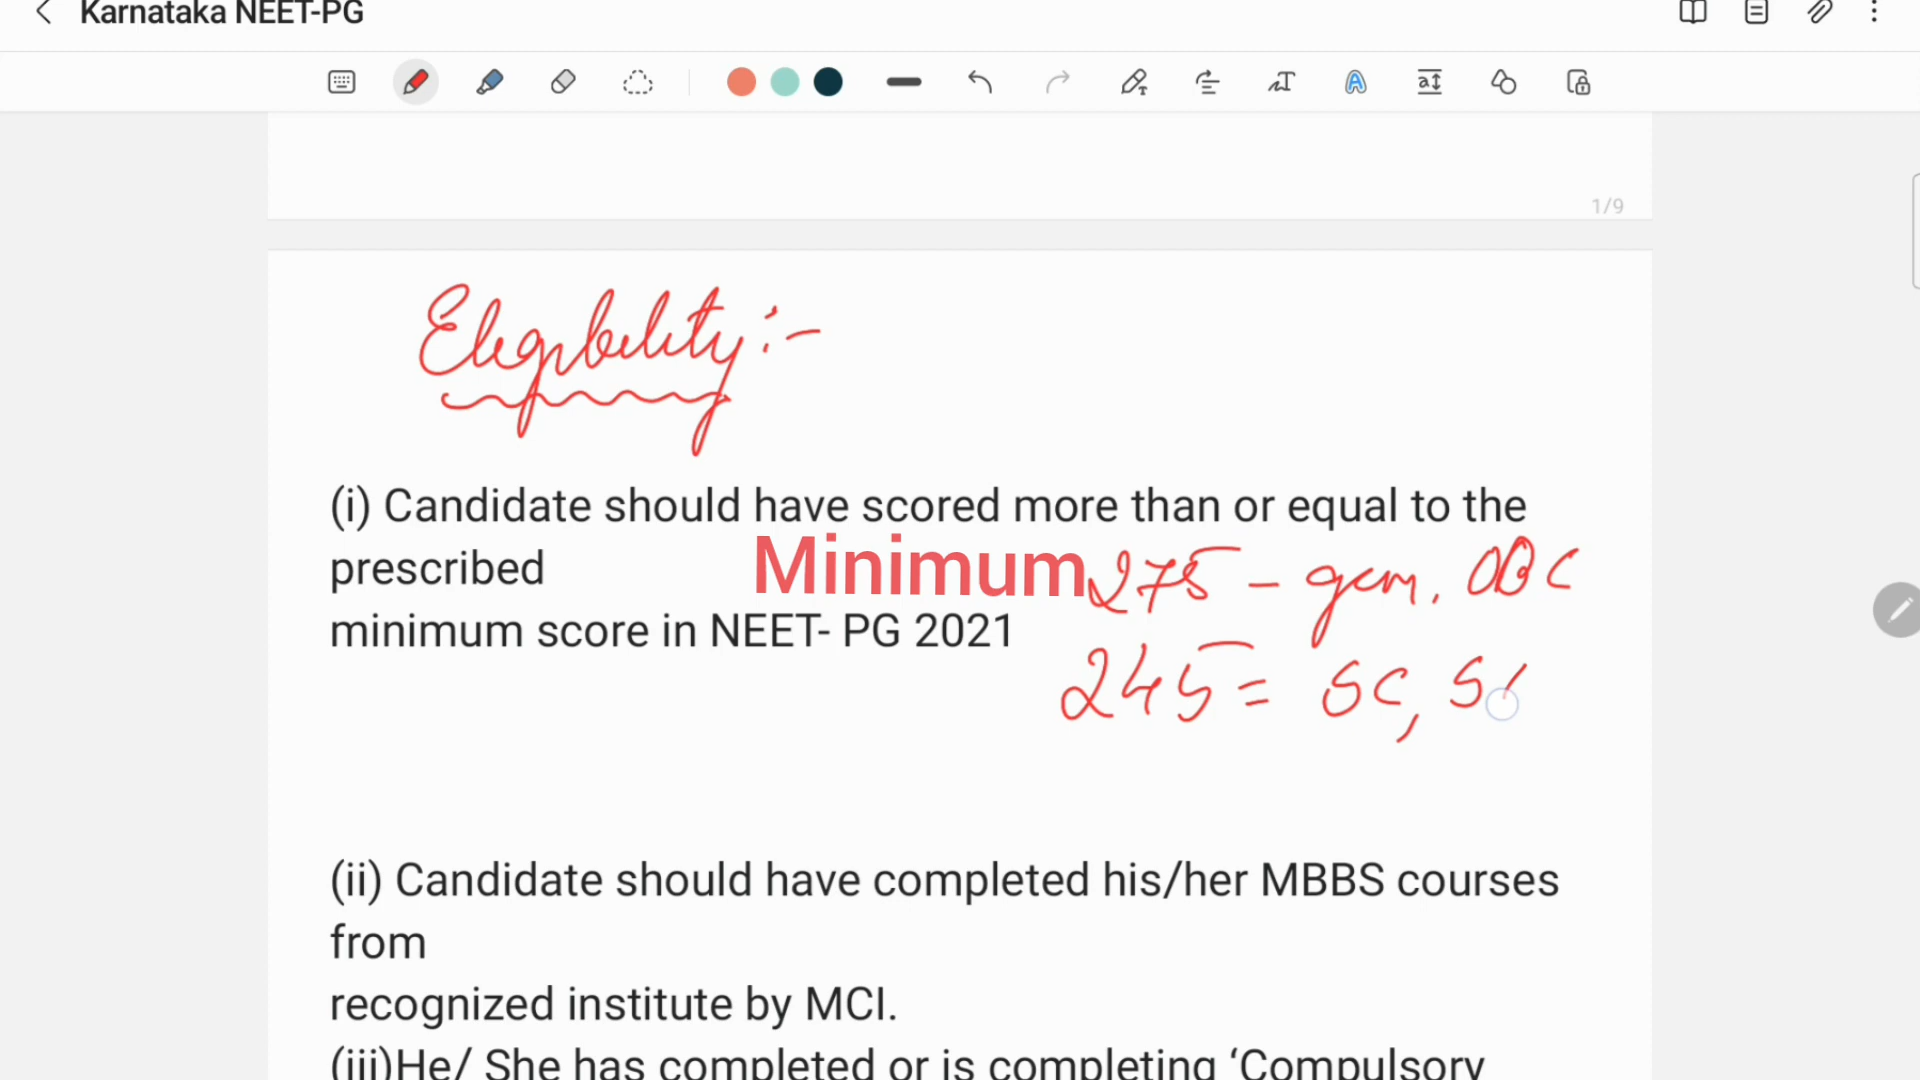 Karnataka NEET-PG
1/9
Eligibility :-
(i) Candidate should have scored more than or equal to the
prescribed
Minimum 275 - gen, OBC
minimum score in NEET- PG 2021
245 = SC, S
(ii) Candidate should have completed his/her MBBS courses
from
recognized institute by MCI.
(iii)He/ She has completed or is completing ‘Compulsory